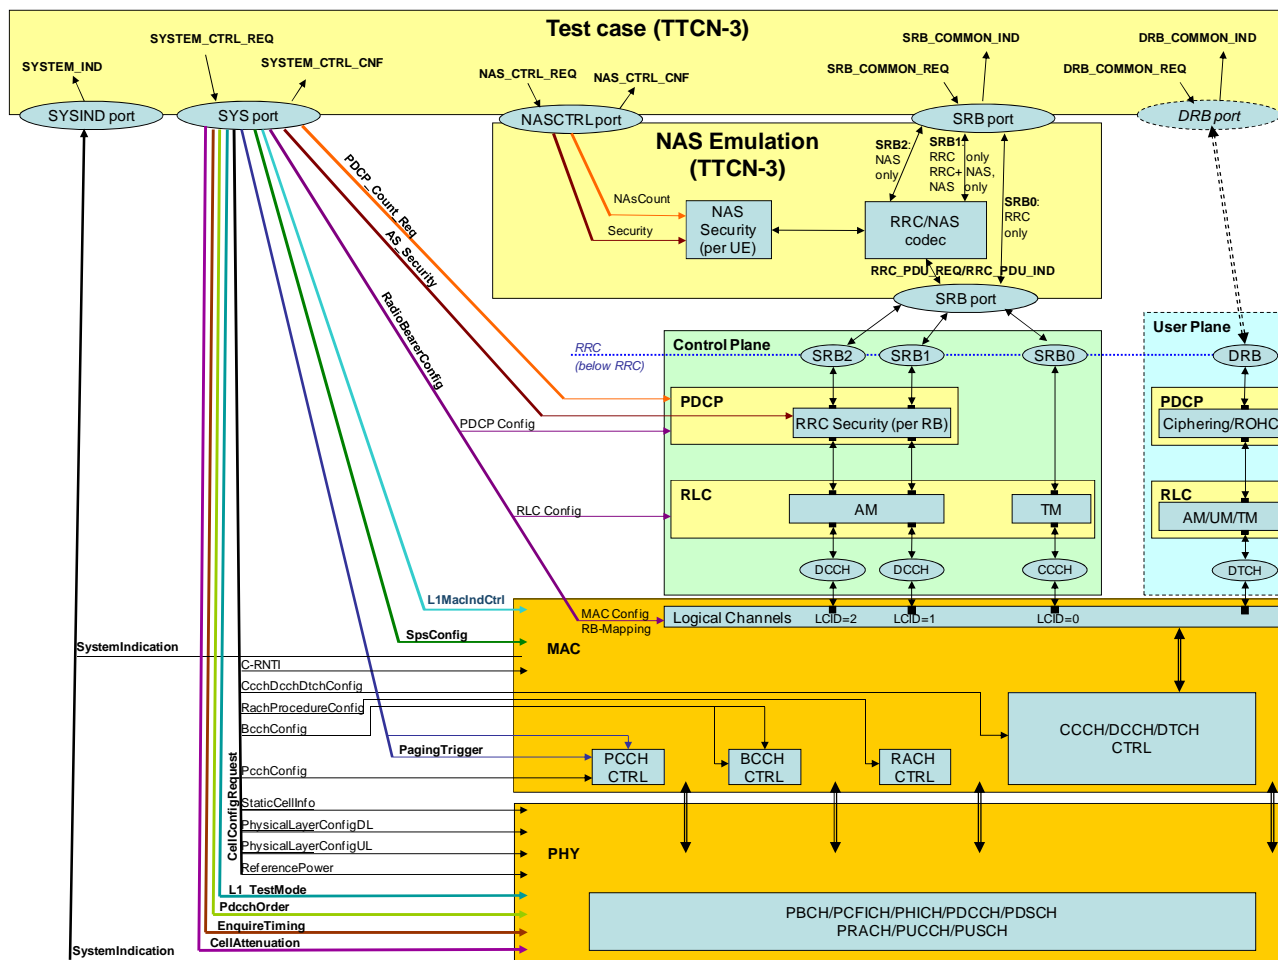 Test case (TTCN-3)
SYSTEM_CTRL_REQ
SYSTEM_IND
SYSTEM_CTRL_CNF
NAS_CTRL_REQ
NAS_CTRL_CNF
SRB_COMMON_IND
SRB_COMMON_REQ
DRB_COMMON_IND
DRB_COMMON_REQ
SYSIND port
SYS port
NASCTRL port
SRB port
DRB port
NAS Emulation
(TTCN-3)
SRB2:
NAS
only
SRB1:
RRC only
RRC+ NAS,
NAS only
SRB0:
RRC
only
NAsCount
Security
NAS
Security
(per UE)
RRC/NAS
codec
RRC_PDU_REQ/RRC_PDU_IND
SRB port
PDCP_Count_Req
AS_Security
RadioBearerConfig
Control Plane
User Plane
RRC
(below RRC)
SRB2
SRB1
SRB0
DRB
PDCP
RRC Security (per RB)
PDCP
Ciphering/ROHC
PDCP Config
RLC
AM
TM
RLC
AM/UM/TM
RLC Config
DCCH
DCCH
CCCH
DTCH
L1MacIndCtrl
MAC Config
RB-Mapping
Logical Channels
LCID=2
LCID=1
LCID=0
SpsConfig
MAC
SystemIndication
C-RNTI
CcchDcchDtchConfig
RachProcedureConfig
BcchConfig
PagingTrigger
PcchConfig
PCCH
CTRL
BCCH
CTRL
RACH
CTRL
CCCH/DCCH/DTCH
CTRL
CellConfigRequest
StaticCellInfo
PhysicalLayerConfigDL
PhysicalLayerConfigUL
ReferencePower
PHY
L1_TestMode
PdcchOrder
EnquireTiming
CellAttenuation
SystemIndication
PBCH/PCFICH/PHICH/PDCCH/PDSCH
PRACH/PUCCH/PUSCH